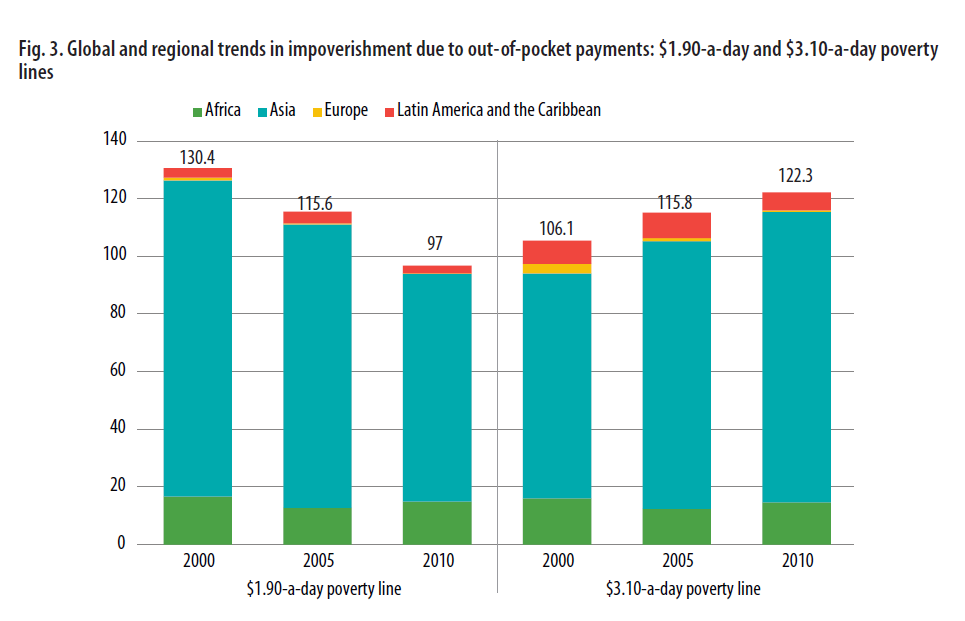 Fig. 3. Global and regional trends in impoverishment due to out-of-pocket payments: $1.90-a-day and $3.10-a-day poverty
lines
Africa Asia Europe Latin America and the Caribbean
140
120
100
80
60
40
20
0
130.4
115.6
97
106.1
115.8
122.3
2000 2005 2010 2000 2005 2010
$1.90-a-day poverty line $3.10-a-day poverty line